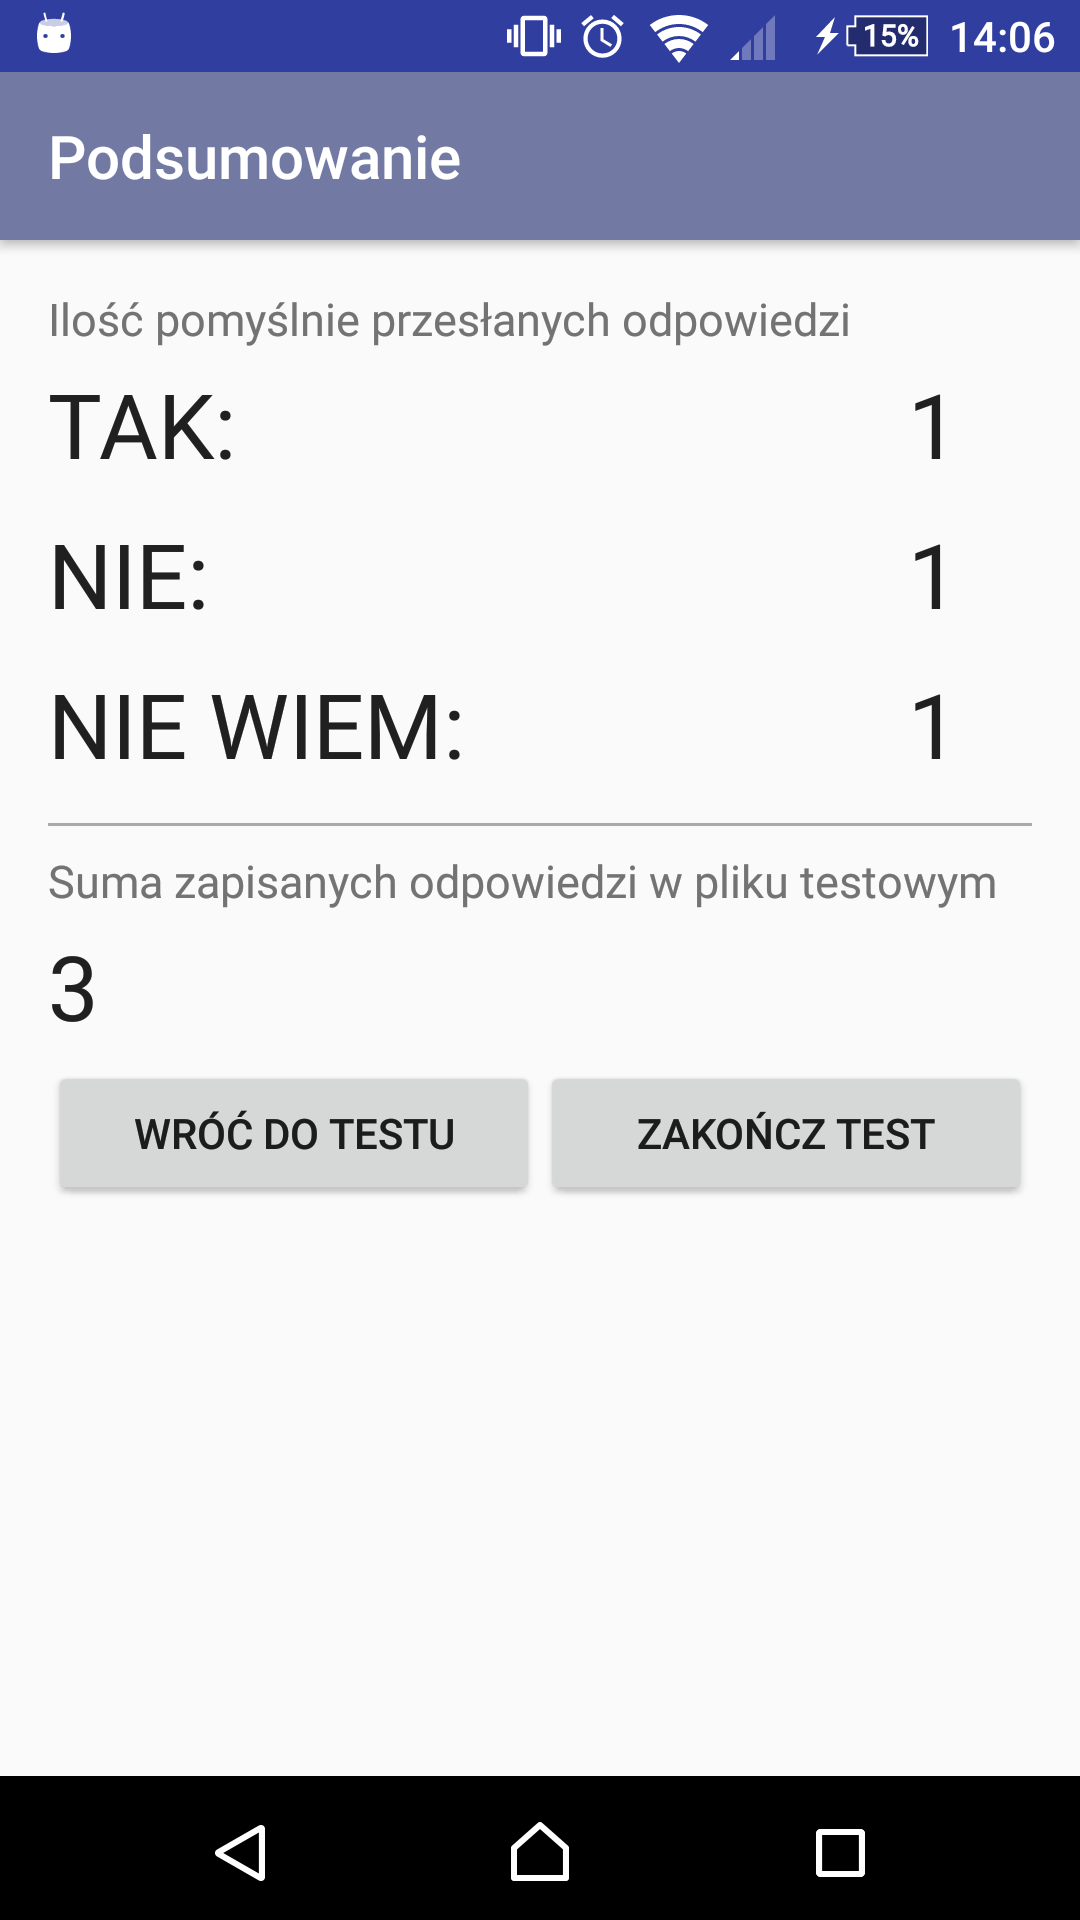 15% 14:06
Podsumowanie
Ilość pomyślnie przesłanych odpowiedzi
TAK: 1
NIE: 1
NIE WIEM: 1
Suma zapisanych odpowiedzi w pliku testowym
3
WRÓĆ DO TESTU ZAKOŃCZ TEST